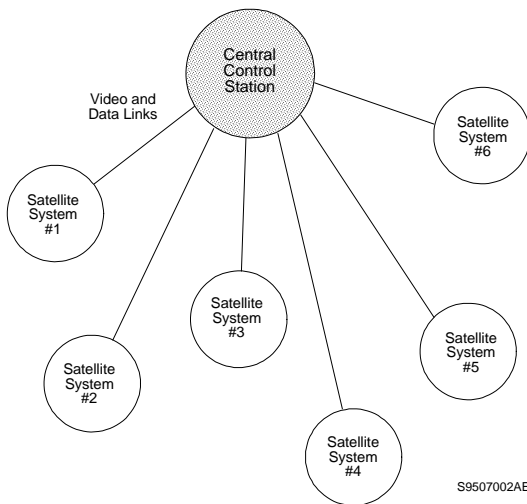 Central
Control
Station
Video and
Data Links
Satellite
System
#6
Satellite
System
#1
Satellite
System
#3
Satellite
System
#5
Satellite
System
#2
Satellite
System
#4
S9507002AE